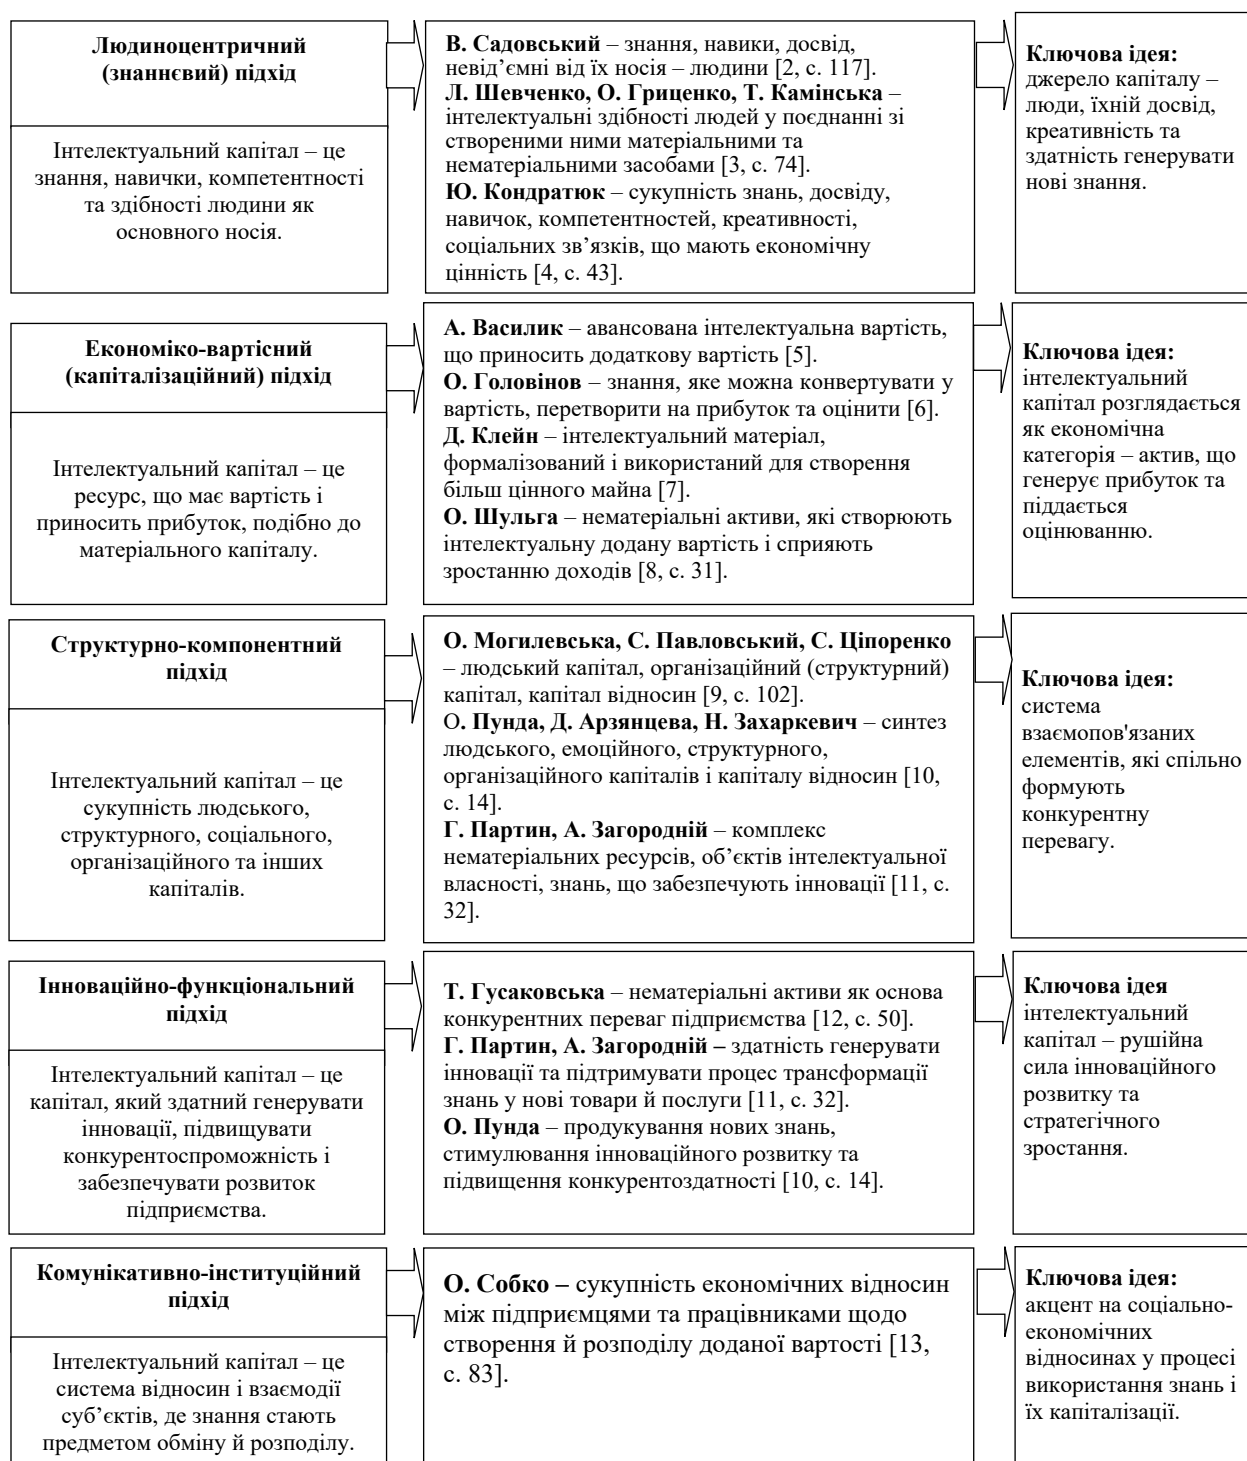 Людиноцентричний
(знаннєвий) підхід
Інтелектуальний капітал – це
знання, навички, компетентності
та здібності людини як
основного носія.
В. Садовський – знання, навики, досвід,
невід’ємні від їх носія – людини [2, с. 117].
Л. Шевченко, О. Гриценко, Т. Камінська –
інтелектуальні здібності людей у поєднанні зі
створеними ними матеріальними та
нематеріальними засобами [3, с. 74].
Ю. Кондратюк – сукупність знань, досвіду,
навичок, компетентностей, креативності,
соціальних зв’язків, що мають економічну
цінність [4, с. 43].
Ключова ідея:
джерело капіталу –
люди, їхній досвід,
креативність та
здатність генерувати
нові знання.
Економіко-вартісний
(капіталізаційний) підхід
Інтелектуальний капітал – це
ресурс, що має вартість і
приносить прибуток, подібно до
матеріального капіталу.
А. Василик – авансована інтелектуальна вартість,
що приносить додаткову вартість [5].
О. Головінов – знання, яке можна конвертувати у
вартість, перетворити на прибуток та оцінити [6].
Д. Клейн – інтелектуальний матеріал,
формалізований і використаний для створення
більш цінного майна [7].
О. Шульга – нематеріальні активи, які створюють
інтелектуальну додану вартість і сприяють
зростанню доходів [8, с. 31].
Ключова ідея:
інтелектуальний
капітал розглядається
як економічна
категорія – актив, що
генерує прибуток та
піддається
оцінюванню.
Структурно-компонентний
підхід
Інтелектуальний капітал – це
сукупність людського,
структурного, соціального,
організаційного та інших
капіталів.
О. Могилевська, С. Павловський, С. Ціпоренко
– людський капітал, організаційний (структурний)
капітал, капітал відносин [9, с. 102].
О. Пунда, Д. Арзянцева, Н. Захаркевич – синтез
людського, емоційного, структурного,
організаційного капіталів і капіталу відносин [10,
с. 14].
Г. Партин, А. Загородній – комплекс
нематеріальних ресурсів, об’єктів інтелектуальної
власності, знань, що забезпечують інновації [11, с.
32].
Ключова ідея:
система
взаємопов'язаних
елементів, які спільно
формують
конкурентну
перевагу.
Інноваційно-функціональний
підхід
Інтелектуальний капітал – це
капітал, який здатний генерувати
інновації, підвищувати
конкурентоспроможність і
забезпечувати розвиток
підприємства.
Т. Гусаковська – нематеріальні активи як основа
конкурентних переваг підприємства [12, с. 50].
Г. Партин, А. Загородній – здатність генерувати
інновації та підтримувати процес трансформації
знань у нові товари й послуги [11, с. 32].
О. Пунда – продукування нових знань,
стимулювання інноваційного розвитку та
підвищення конкурентоздатності [10, с. 14].
Ключова ідея
інтелектуальний
капітал – рушійна
сила інноваційного
розвитку та
стратегічного
зростання.
Комунікативно-інституційний
підхід
Інтелектуальний капітал – це
система відносин і взаємодії
суб’єктів, де знання стають
предметом обміну й розподілу.
О. Собко – сукупність економічних відносин
між підприємцями та працівниками щодо
створення й розподілу доданої вартості [13,
с. 83].
Ключова ідея:
акцент на соціально-
економічних
відносинах у процесі
використання знань і
їх капіталізації.